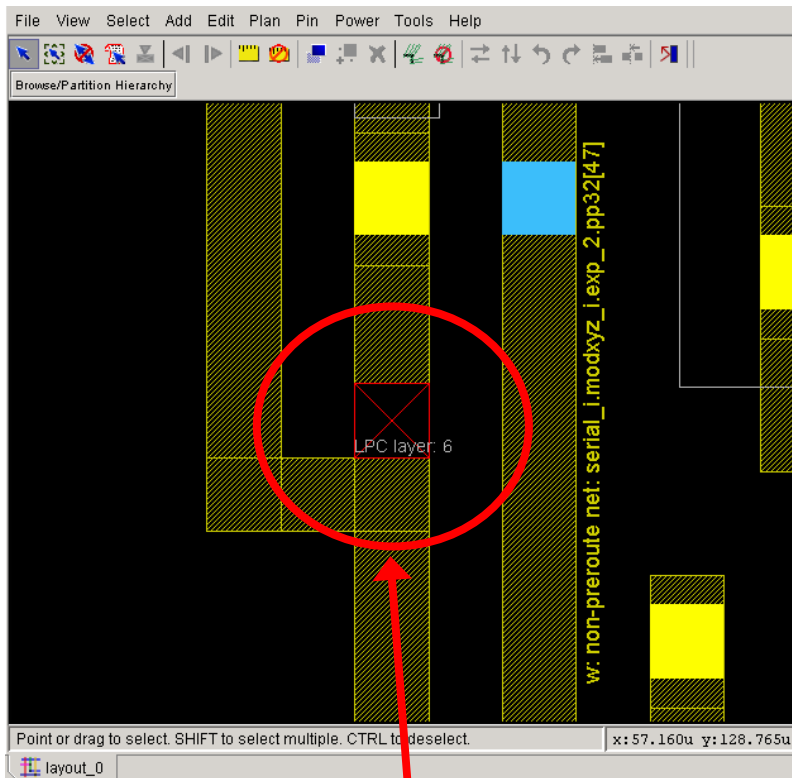 File View Select Add Edit Plan Pin Power Tools Help
Browse/Partition Hierarchy
w: non-preroute net: serial_i.modxyz_i.exp_2.pp32[47]
LPC layer: 6
Point or drag to select. SHIFT to select multiple. CTRL to deselect.
x:57.160u y:128.765u
layout_0